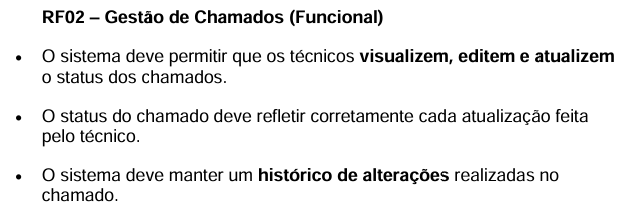 RF02 – Gestão de Chamados (Funcional)
• O sistema deve permitir que os técnicos visualizem, editem e atualizem
o status dos chamados.
• O status do chamado deve refletir corretamente cada atualização feita
pelo técnico.
• O sistema deve manter um histórico de alterações realizadas no
chamado.